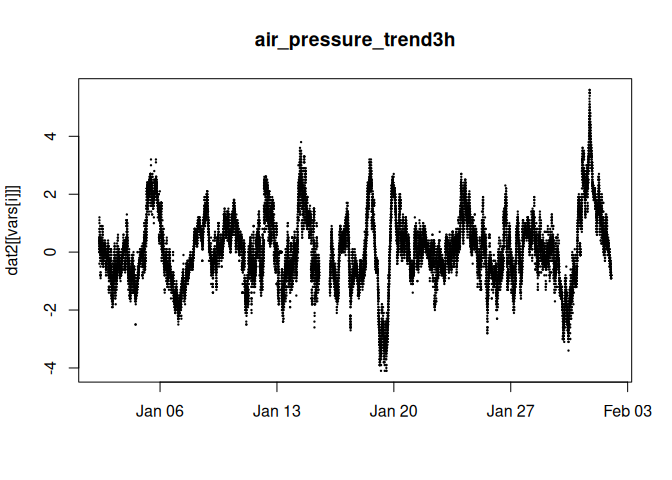 air_pressure_trend3h
dat2[[vars[i]]]
4
2
0
-2
-4
Jan 06
Jan 13
Jan 20
Jan 27
Feb 03